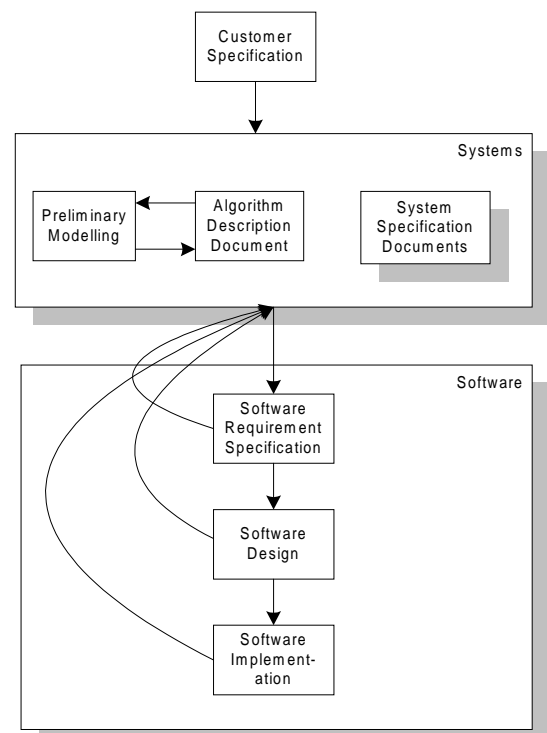 Customer
Specification
Systems
Preliminary
Modelling
Algorithm
Description
Document
System
Specification
Documents
Software
Software
Requirement
Specification
Software
Design
Software
Implement-
ation